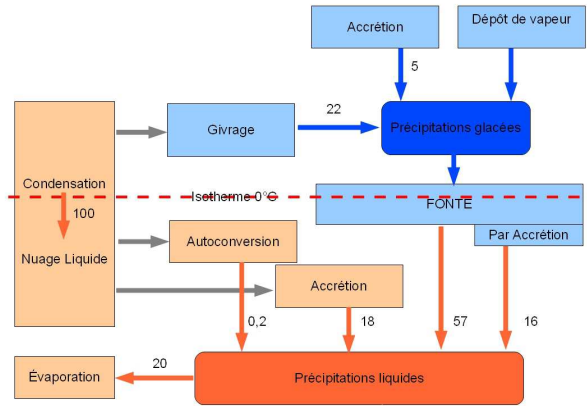 Accrétion
Dépôt de vapeur
5
Givrage
22
Précipitations glacées
Condensation
Isotherme 0°C
FONTE
100
Par Accrétion
Autoconversion
Nuage Liquide
Accrétion
0,2
18
57
16
20
Évaporation
Précipitations liquides